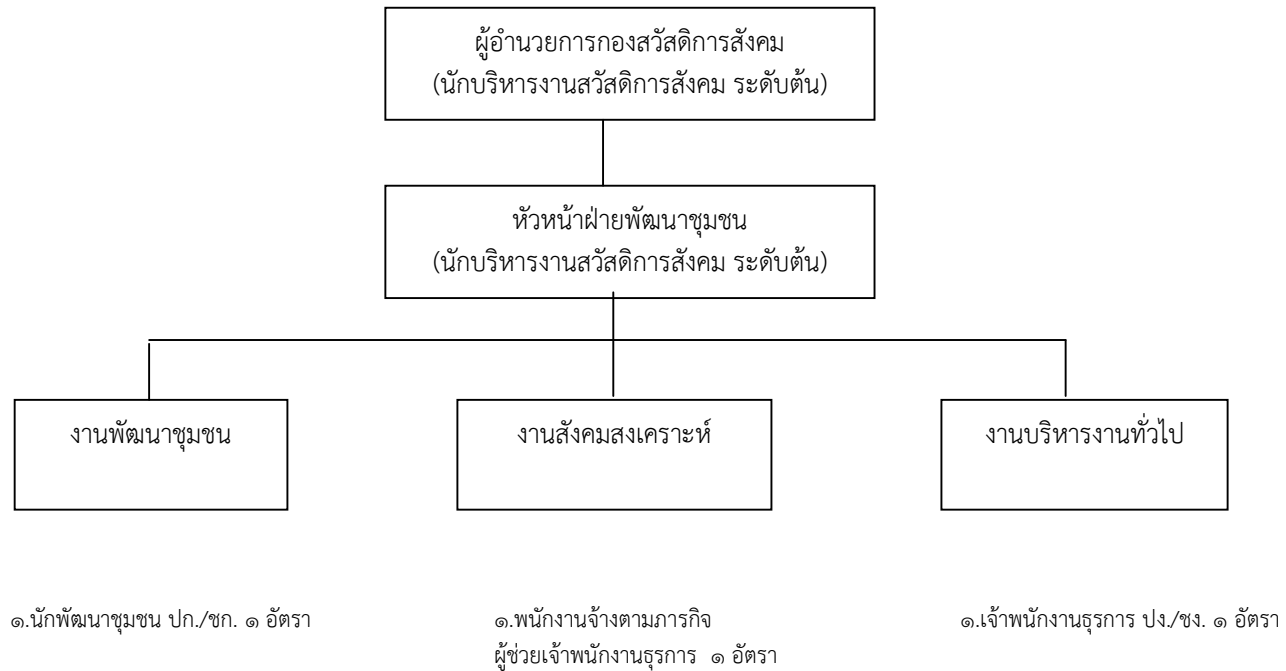 ผู้อำนวยการกองสวัสดิการสังคม
(นักบริหารงานสวัสดิการสังคม ระดับต้น)
หัวหน้าฝ่ายพัฒนาชุมชน
(นักบริหารงานสวัสดิการสังคม ระดับต้น)
งานพัฒนาชุมชน
งานสังคมสงเคราะห์
งานบริหารงานทั่วไป
๑.นักพัฒนาชุมชน ปก./ชก. ๑ อัตรา
๑.พนักงานจ้างตามภารกิจ
ผู้ช่วยเจ้าพนักงานธุรการ ๑ อัตรา
๑.เจ้าพนักงานธุรการ ปง./ชง. ๑ อัตรา